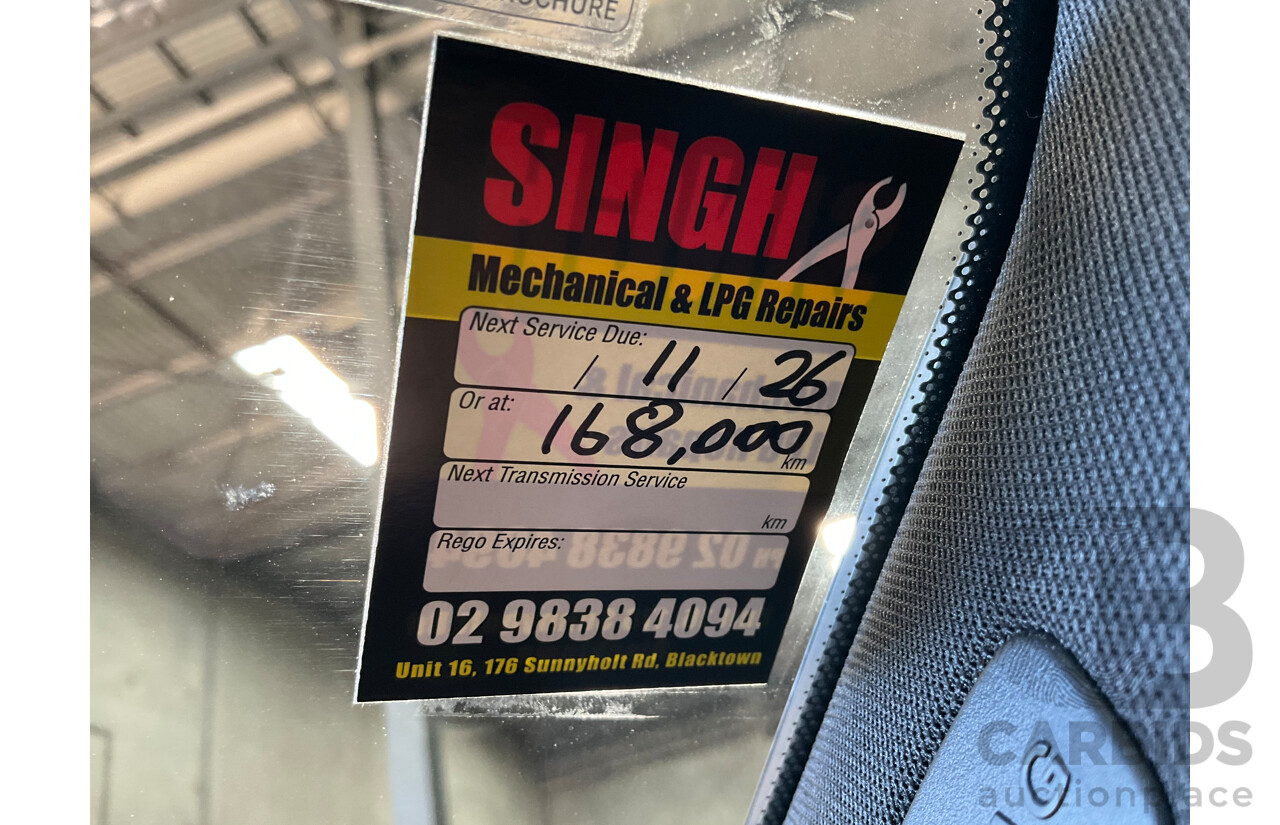 SINGH
Mechanical & LPG Repairs
Next Service Due:
/ 11 / 26
Or at:
168,000 km
Next Transmission Service
km
Rego Expires:
02 9838 4094
Unit 16, 176 Sunnyholt Rd, Blacktown
CARBIDS
auctionplace